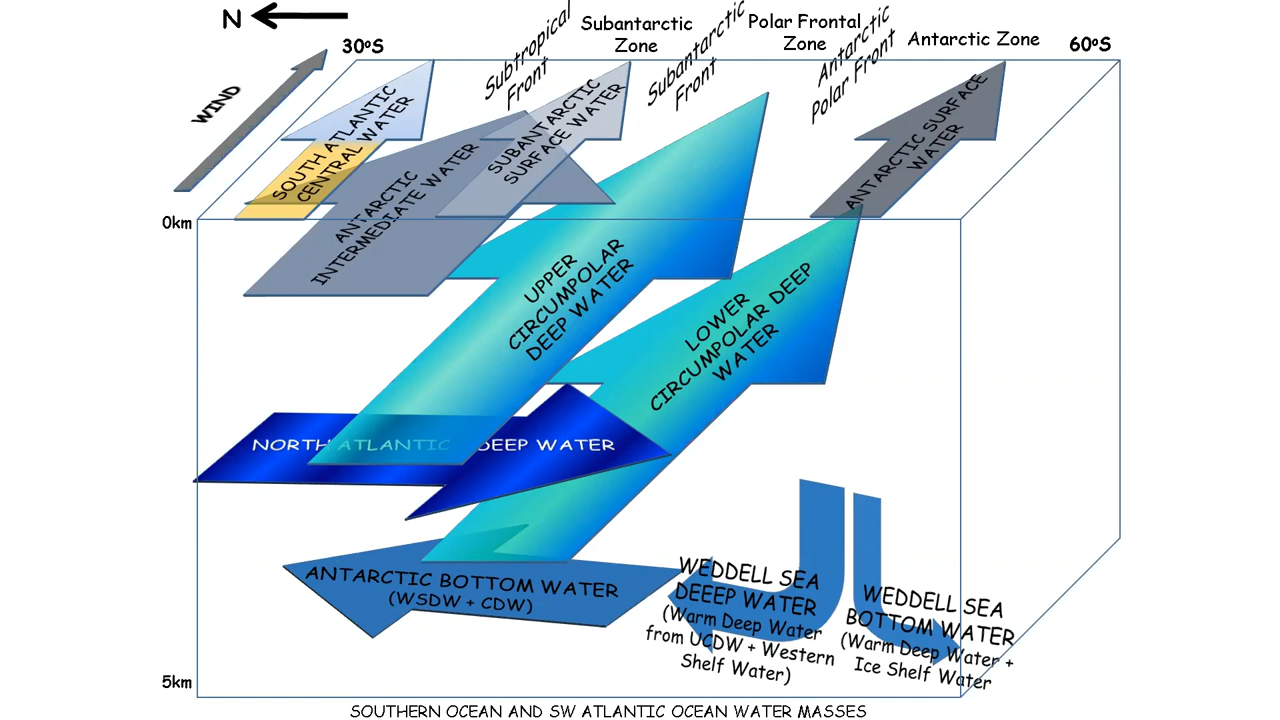 N
30ºS
Subtropical
Front
Subantarctic
Zone
Subantarctic
Front
Polar Frontal
Zone
Antarctic
Polar Front
Antarctic Zone
60ºS
WIND
SOUTH ATLANTIC
CENTRAL WATER
ANTARCTIC
INTERMEDIATE WATER
SUBANTARCTIC
SURFACE WATER
ANTARCTIC SURFACE
WATER
0km
UPPER
CIRCUMPOLAR
DEEP WATER
LOWER
CIRCUMPOLAR DEEP
WATER
NORTH ATLANTIC DEEP WATER
ANTARCTIC BOTTOM WATER
(WSDW + CDW)
WEDDELL SEA
DEEEP WATER
(Warm Deep Water
from UCDW + Western
Shelf Water)
WEDDELL SEA
BOTTOM WATER
(Warm Deep Water +
Ice Shelf Water
5km
SOUTHERN OCEAN AND SW ATLANTIC OCEAN WATER MASSES